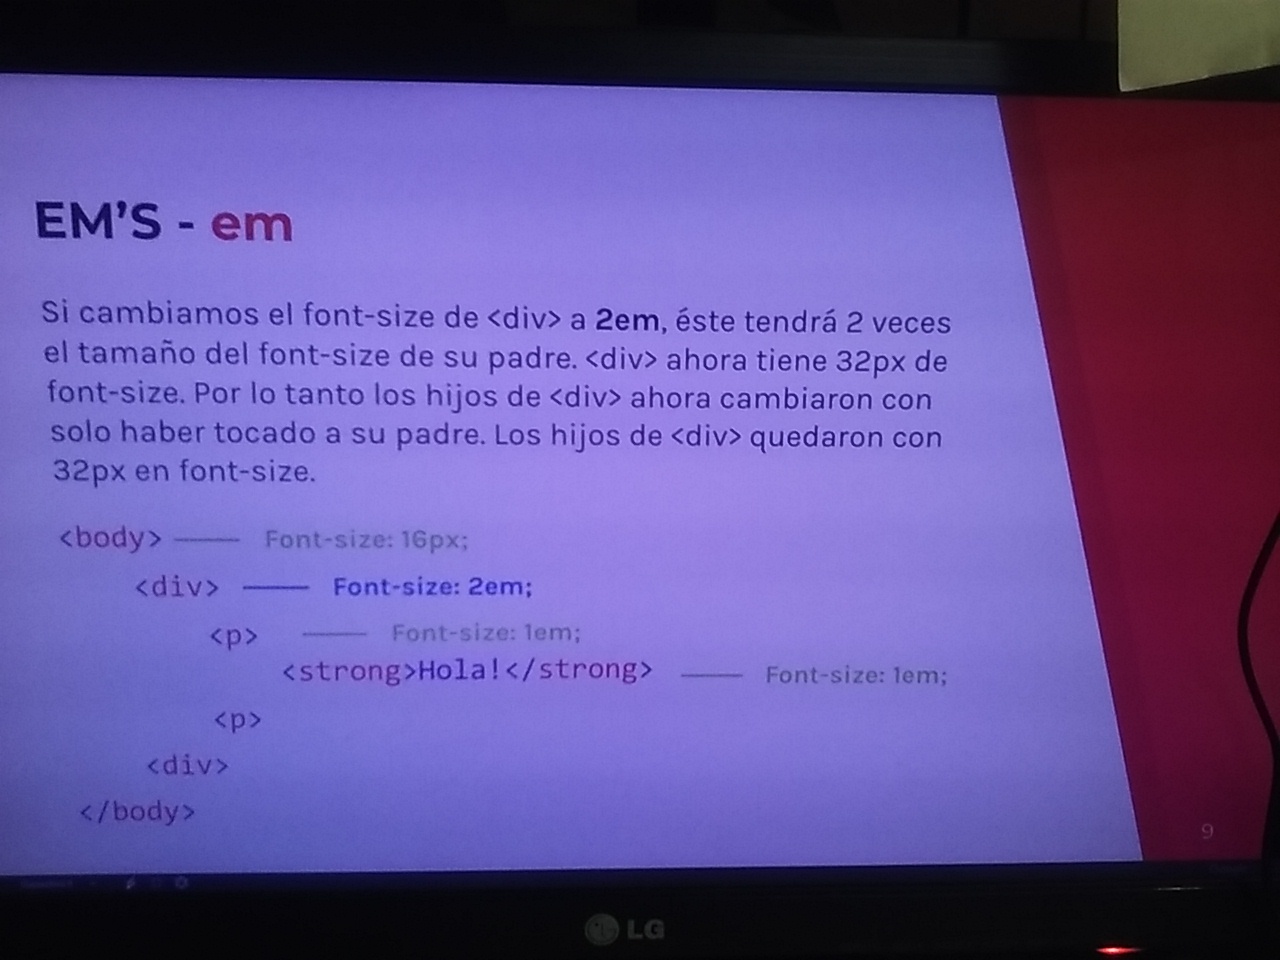 EM'S - em
Si cambiamos el font-size de <div> a 2em, éste tendrá 2 veces
el tamaño del font-size de su padre. <div> ahora tiene 32px de
font-size. Por lo tanto los hijos de <div> ahora cambiaron con
solo haber tocado a su padre. Los hijos de <div> quedaron con
32px en font-size.
<body> Font-size: 16px;
<div> Font-size: 2em;
<p> Font-size: 1em;
<strong>Hola!</strong> Font-size: 1em;
<p>
<div>
</body>
9
LG